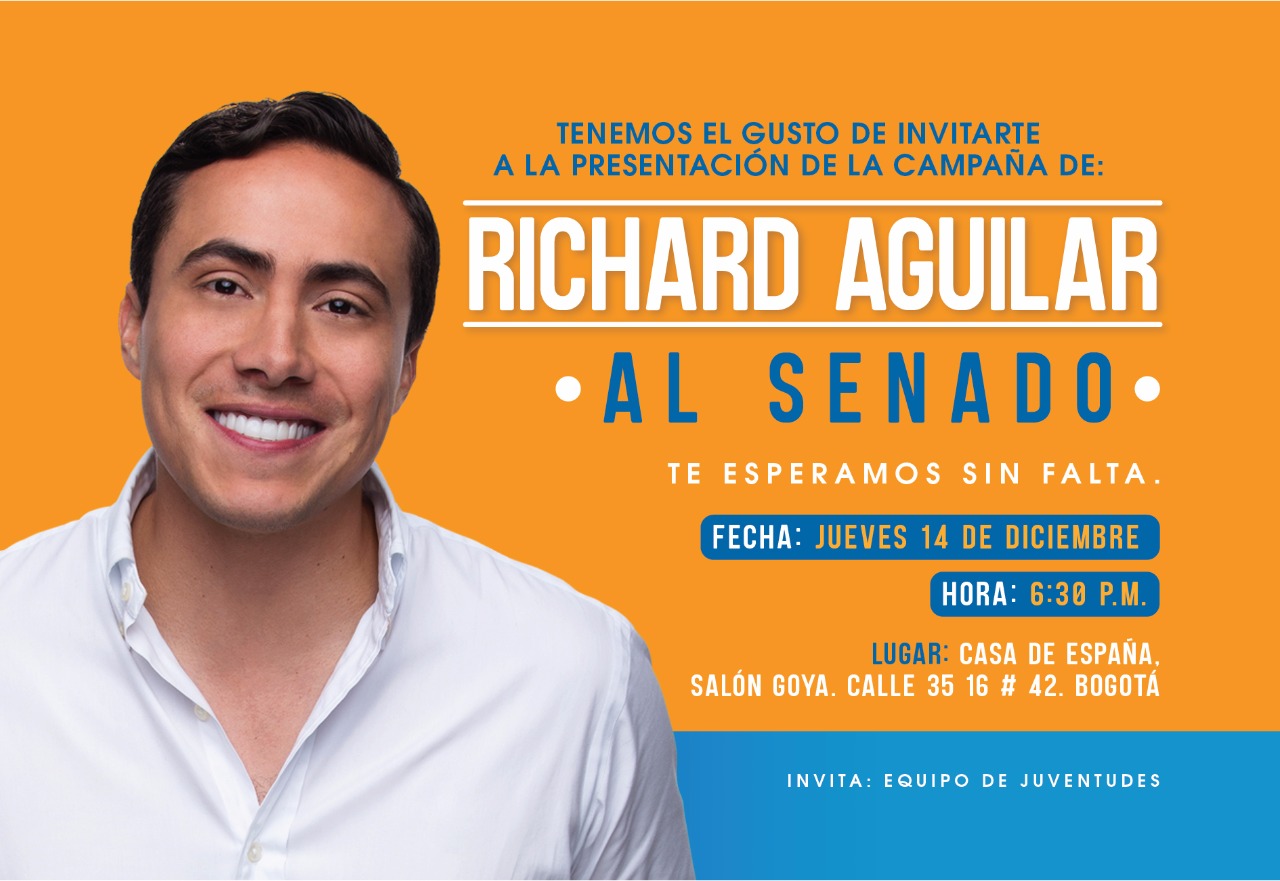 TENEMOS EL GUSTO DE INVITARTE
A LA PRESENTACIÓN DE LA CAMPAÑA DE:
RICHARD AGUILAR
• AL SENADO •
TE ESPERAMOS SIN FALTA.
FECHA: JUEVES 14 DE DICIEMBRE
HORA: 6:30 P.M.
LUGAR: CASA DE ESPAÑA,
SALÓN GOYA. CALLE 35 16 # 42. BOGOTÁ
INVITA: EQUIPO DE JUVENTUDES